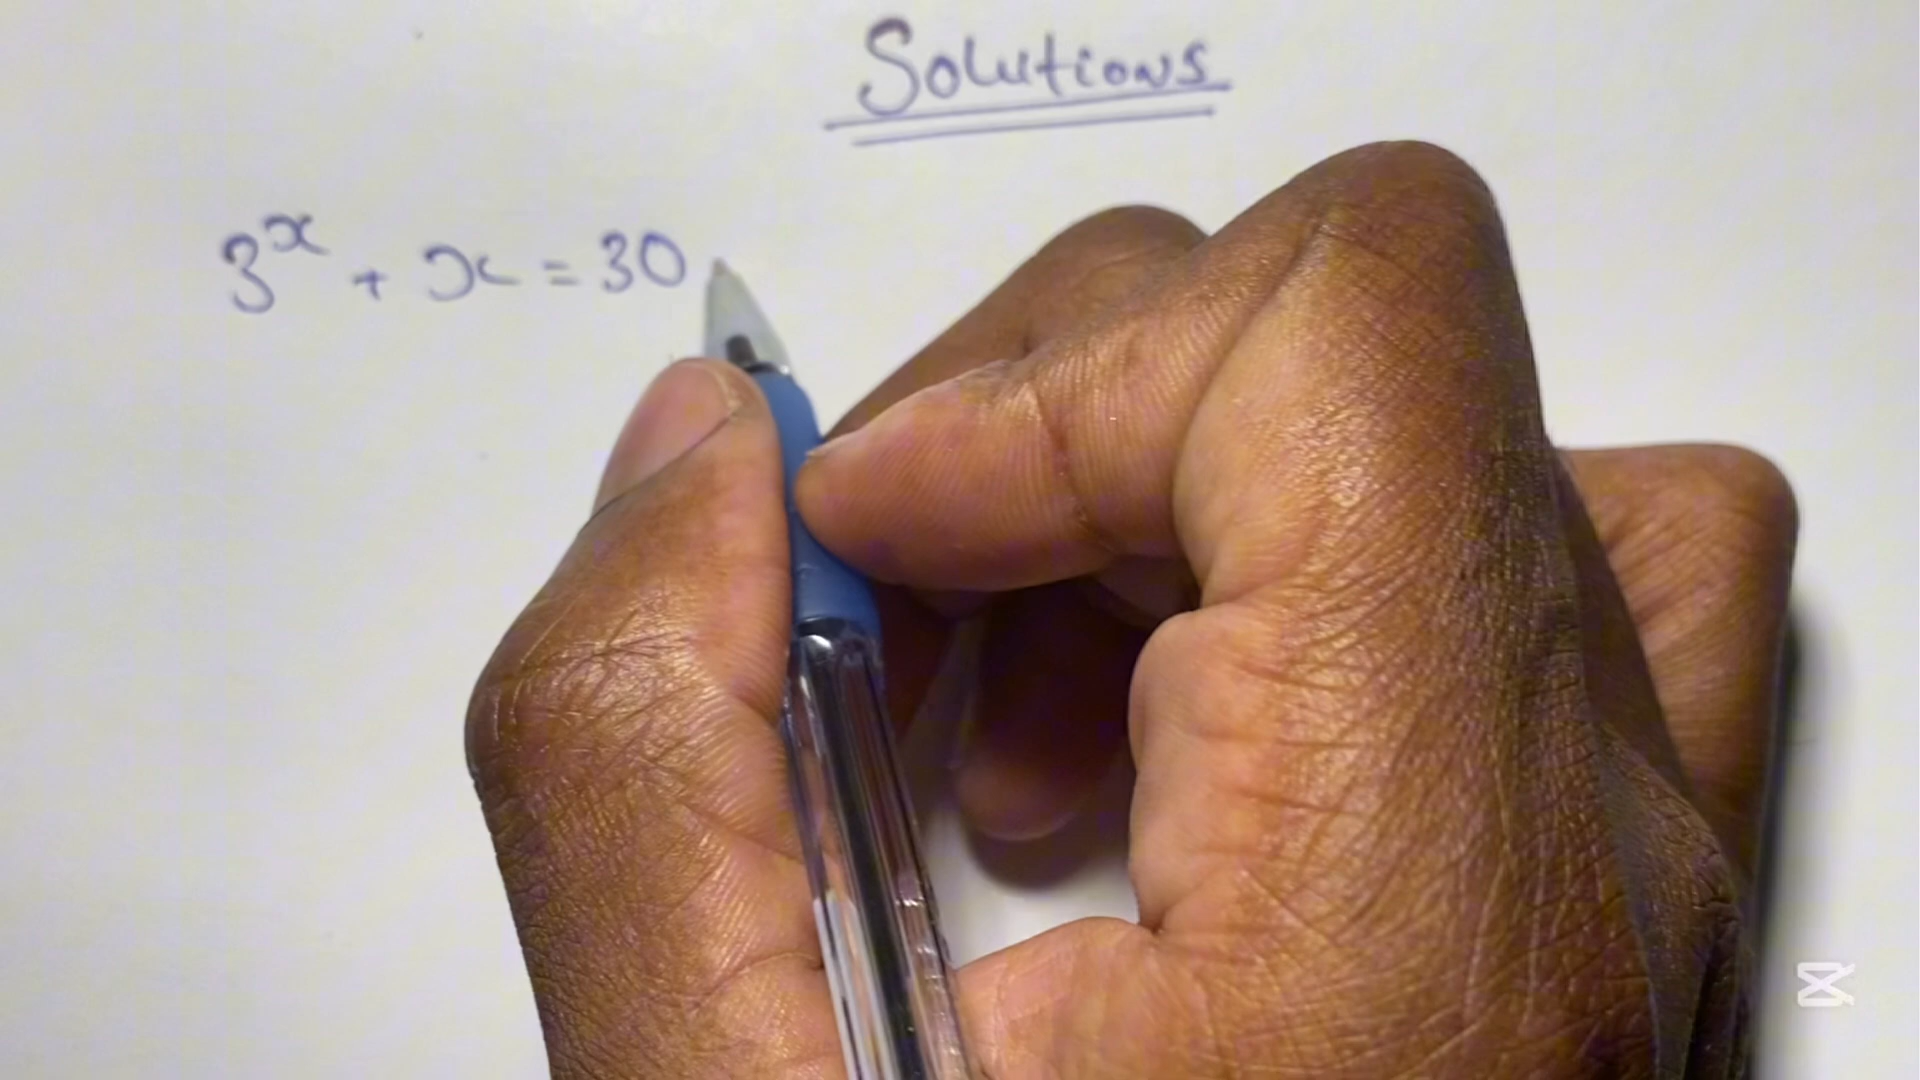 Solutions
3^x + x = 30